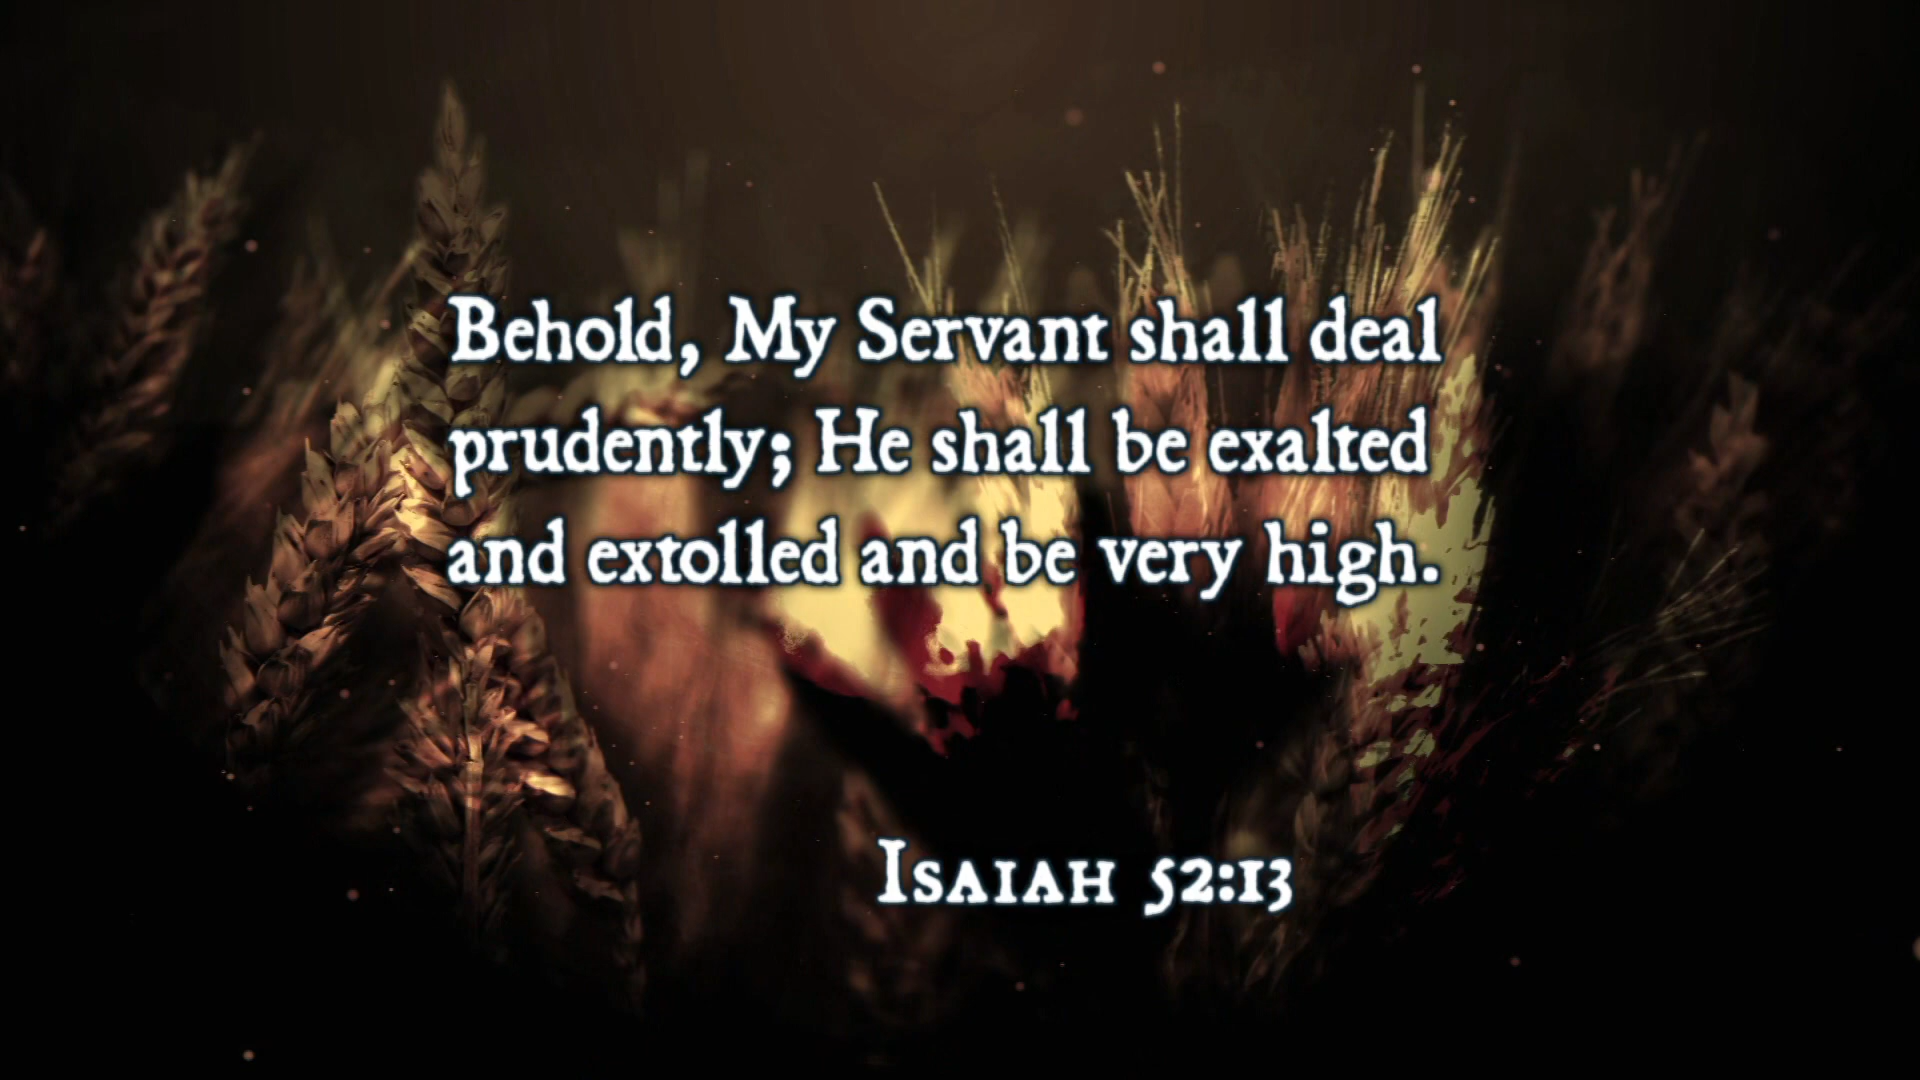 Behold, My Servant shall deal
prudently; He shall be exalted
and extolled and be very high.
Isaiah 52:13